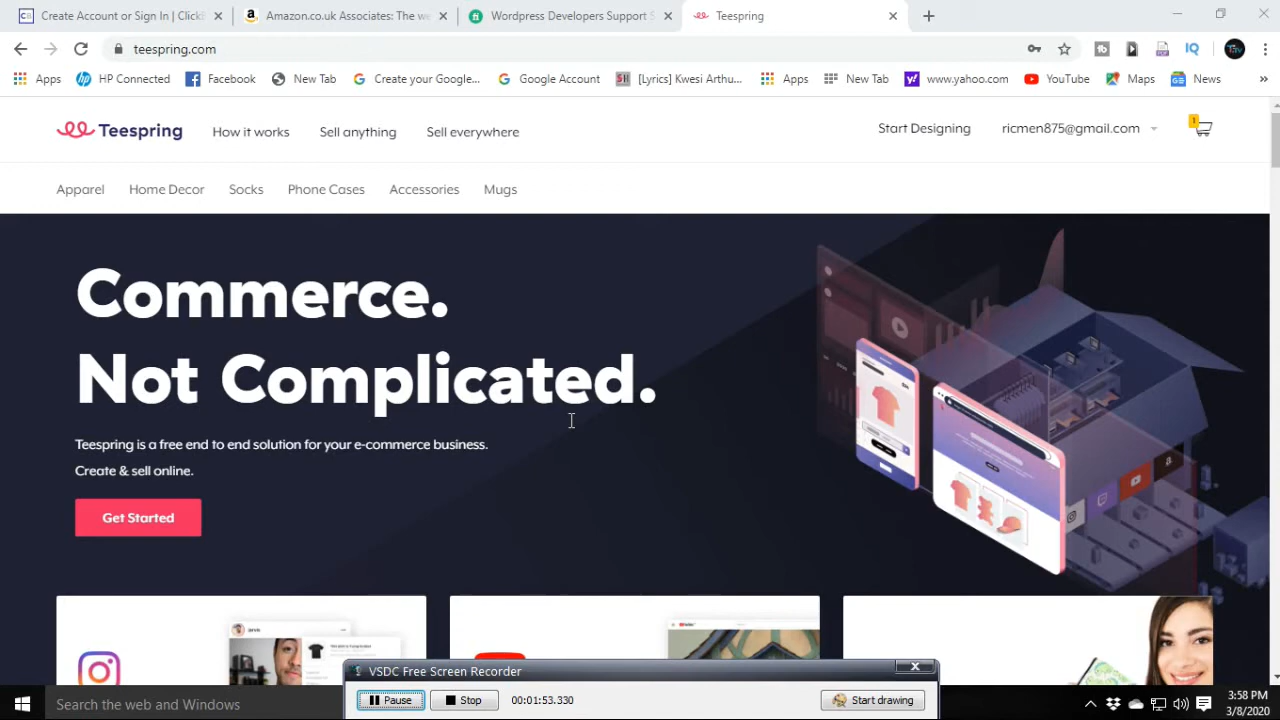 Create Account or Sign In | ClickB
Amazon.co.uk Associates: The we
Wordpress Developers Support S
Teespring
teespring.com
Apps
HP Connected
Facebook
New Tab
Create your Google...
Google Account
[Lyrics] Kwesi Arthu...
Apps
New Tab
www.yahoo.com
YouTube
Maps
News
Teespring
How it works
Sell anything
Sell everywhere
Start Designing
ricmen875@gmail.com
1
Apparel
Home Decor
Socks
Phone Cases
Accessories
Mugs
Commerce.
Not Complicated.
Teespring is a free end to end solution for your e-commerce business.
Create & sell online.
Get Started
VSDC Free Screen Recorder
Pause
Stop
00:01:53.330
Start drawing
Search the web and Windows
3:58 PM
3/8/2020